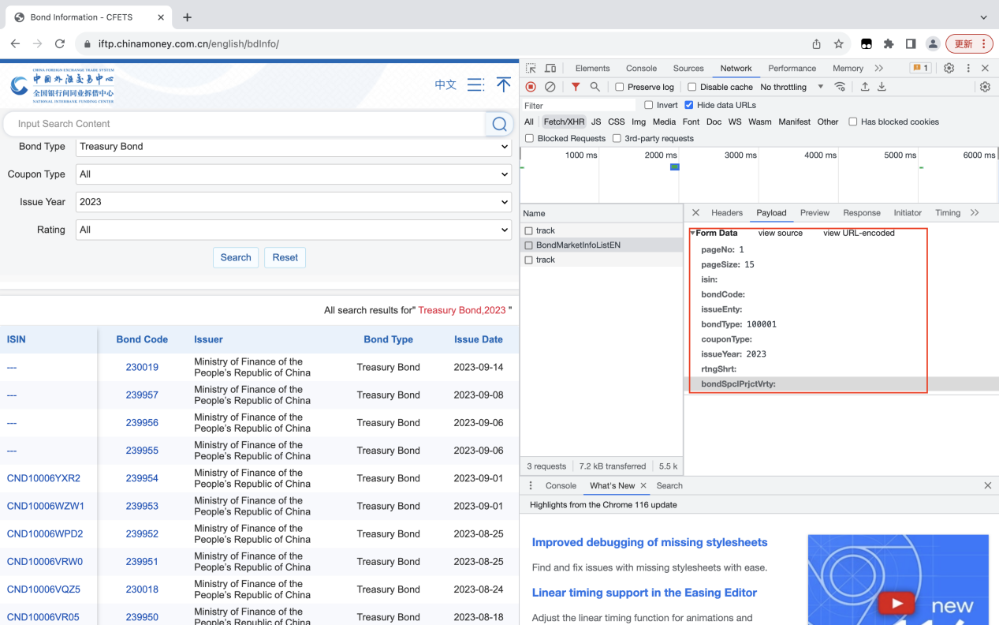 Bond Information - CFETS
iftp.chinamoney.com.cn/english/bdInfo/
更新
CHINA FOREIGN EXCHANGE TRADE SYSTEM
中国外汇交易中心
全国银行间同业拆借中心
NATIONAL INTERBANK FUNDING CENTER
中文
Input Search Content
Bond Type Treasury Bond
Coupon Type All
Issue Year 2023
Rating All
Search Reset
All search results for" Treasury Bond,2023 "
ISIN Bond Code Issuer Bond Type Issue Date
--- 230019 Ministry of Finance of the People's Republic of China Treasury Bond 2023-09-14
--- 239957 Ministry of Finance of the People's Republic of China Treasury Bond 2023-09-08
--- 239956 Ministry of Finance of the People's Republic of China Treasury Bond 2023-09-06
--- 239955 Ministry of Finance of the People's Republic of China Treasury Bond 2023-09-06
CND10006YXR2 239954 Ministry of Finance of the People's Republic of China Treasury Bond 2023-09-01
CND10006WZW1 239953 Ministry of Finance of the People's Republic of China Treasury Bond 2023-09-01
CND10006WPD2 239952 Ministry of Finance of the People's Republic of China Treasury Bond 2023-08-25
CND10006VRW0 239951 Ministry of Finance of the People's Republic of China Treasury Bond 2023-08-25
CND10006VQZ5 230018 Ministry of Finance of the People's Republic of China Treasury Bond 2023-08-24
CND10006VR05 239950 Ministry of Finance of the People's Republic of China Treasury Bond 2023-08-18
Elements Console Sources Network Performance Memory 1
Preserve log Disable cache No throttling
Filter Invert Hide data URLs
All Fetch/XHR JS CSS Img Media Font Doc WS Wasm Manifest Other Has blocked cookies
Blocked Requests 3rd-party requests
1000 ms 2000 ms 3000 ms 4000 ms 5000 ms 6000 ms
Name
track
BondMarketInfoListEN
track
3 requests 7.2 kB transferred 5.5 k
Headers Payload Preview Response Initiator Timing
Form Data view source view URL-encoded
pageNo: 1
pageSize: 15
isin:
bondCode:
issueEnty:
bondType: 100001
couponType:
issueYear: 2023
rtngShrt:
bondSpclPrjctVrty:
Console What's New Search
Highlights from the Chrome 116 update
Improved debugging of missing stylesheets
Find and fix issues with missing stylesheets with ease.
Linear timing support in the Easing Editor
Adjust the linear timing function for animations and
new